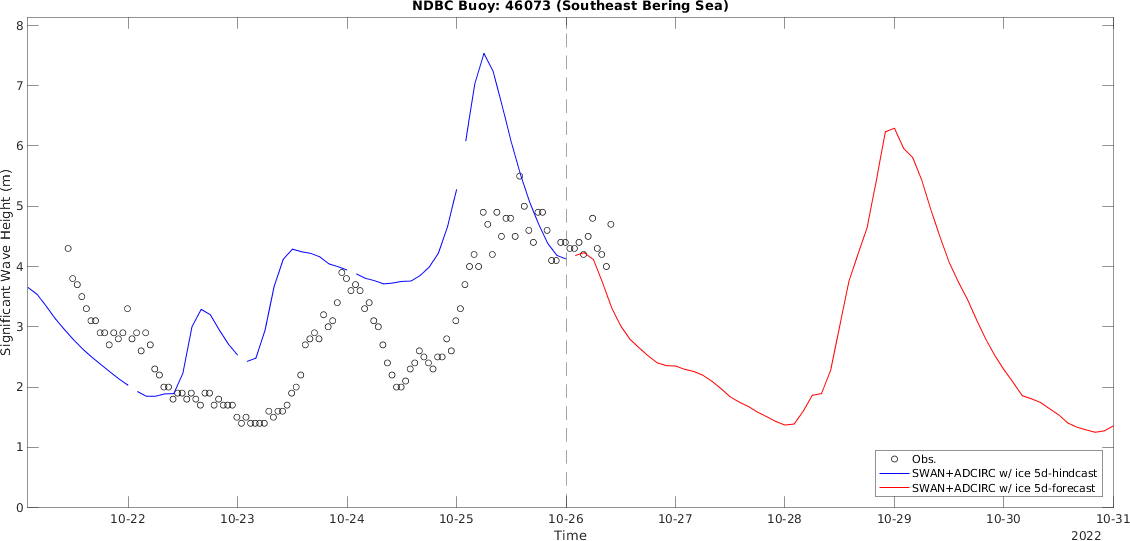 NDBC Buoy: 46073 (Southeast Bering Sea)
8
7
6
5
4
3
2
1
0
Significant Wave Height (m)
Obs.
SWAN+ADCIRC w/ ice 5d-hindcast
SWAN+ADCIRC w/ ice 5d-forecast
10-22 10-23 10-24 10-25 10-26 10-27 10-28 10-29 10-30 10-31
Time
2022